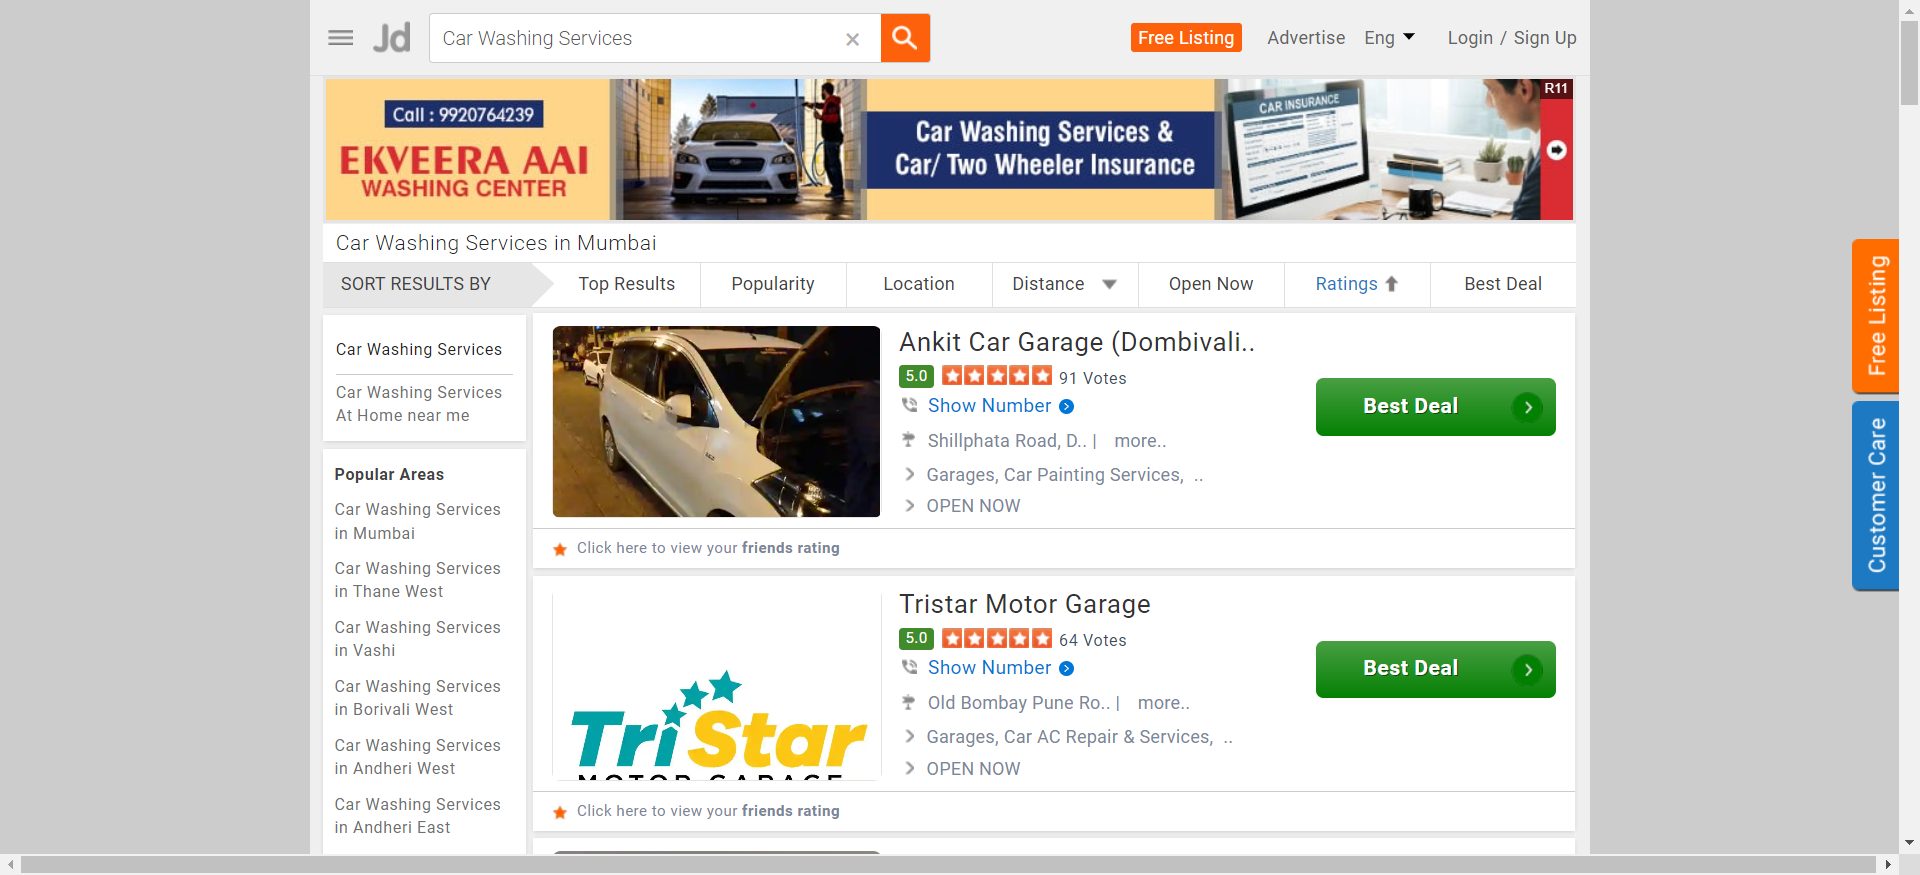 Jd
Car Washing Services
Free Listing
Advertise
Eng
Login / Sign Up
Call : 9920764239
EKVEERA AAI
WASHING CENTER
Car Washing Services &
Car/ Two Wheeler Insurance
CAR INSURANCE
R11
Car Washing Services in Mumbai
SORT RESULTS BY
Top Results
Popularity
Location
Distance
Open Now
Ratings
Best Deal
Car Washing Services
Car Washing Services
At Home near me
Popular Areas
Car Washing Services
in Mumbai
Car Washing Services
in Thane West
Car Washing Services
in Vashi
Car Washing Services
in Borivali West
Car Washing Services
in Andheri West
Car Washing Services
in Andheri East
Ankit Car Garage (Dombivali..
5.0 91 Votes
Show Number
Shillphata Road, D.. | more..
Garages, Car Painting Services, ..
OPEN NOW
Best Deal
Click here to view your friends rating
TriStar
MOTOR GARAGE
Tristar Motor Garage
5.0 64 Votes
Show Number
Old Bombay Pune Ro.. | more..
Garages, Car AC Repair & Services, ..
OPEN NOW
Best Deal
Click here to view your friends rating
Free Listing
Customer Care